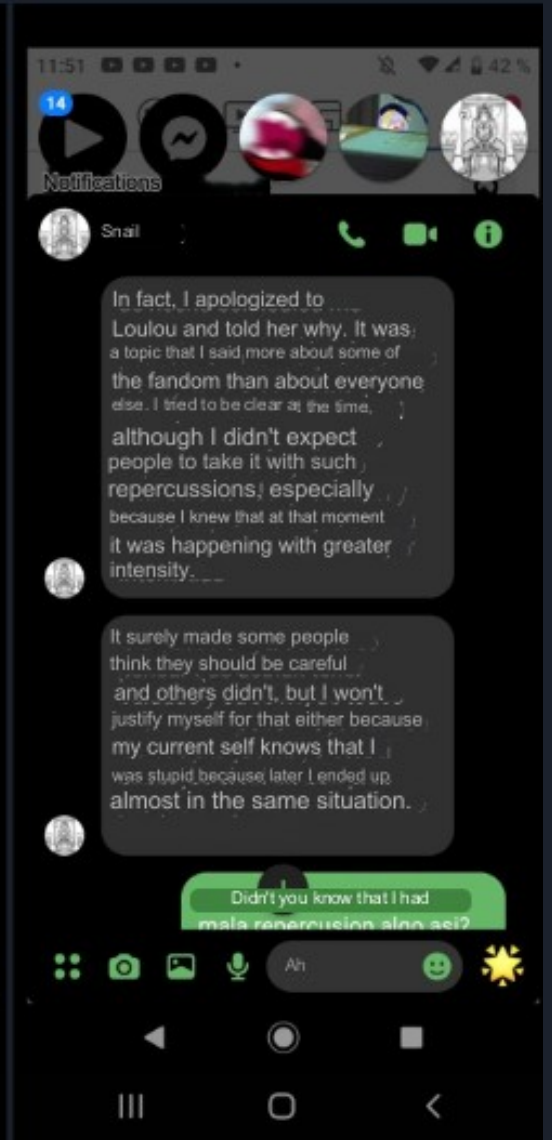 11:51
42 %
14
Notifications
Snail
In fact, I apologized to
Loulou and told her why. It was
a topic that I said more about some of
the fandom than about everyone
else. I tried to be clear at the time,
although I didn't expect
people to take it with such
repercussions, especially
because I knew that at that moment
it was happening with greater
intensity.
It surely made some people
think they should be careful
and others didn't, but I won't
justify myself for that either because
my current self knows that I
was stupid because later I ended up
almost in the same situation.
Didn't you know that I had
mala repercusion algo asi?
Ah